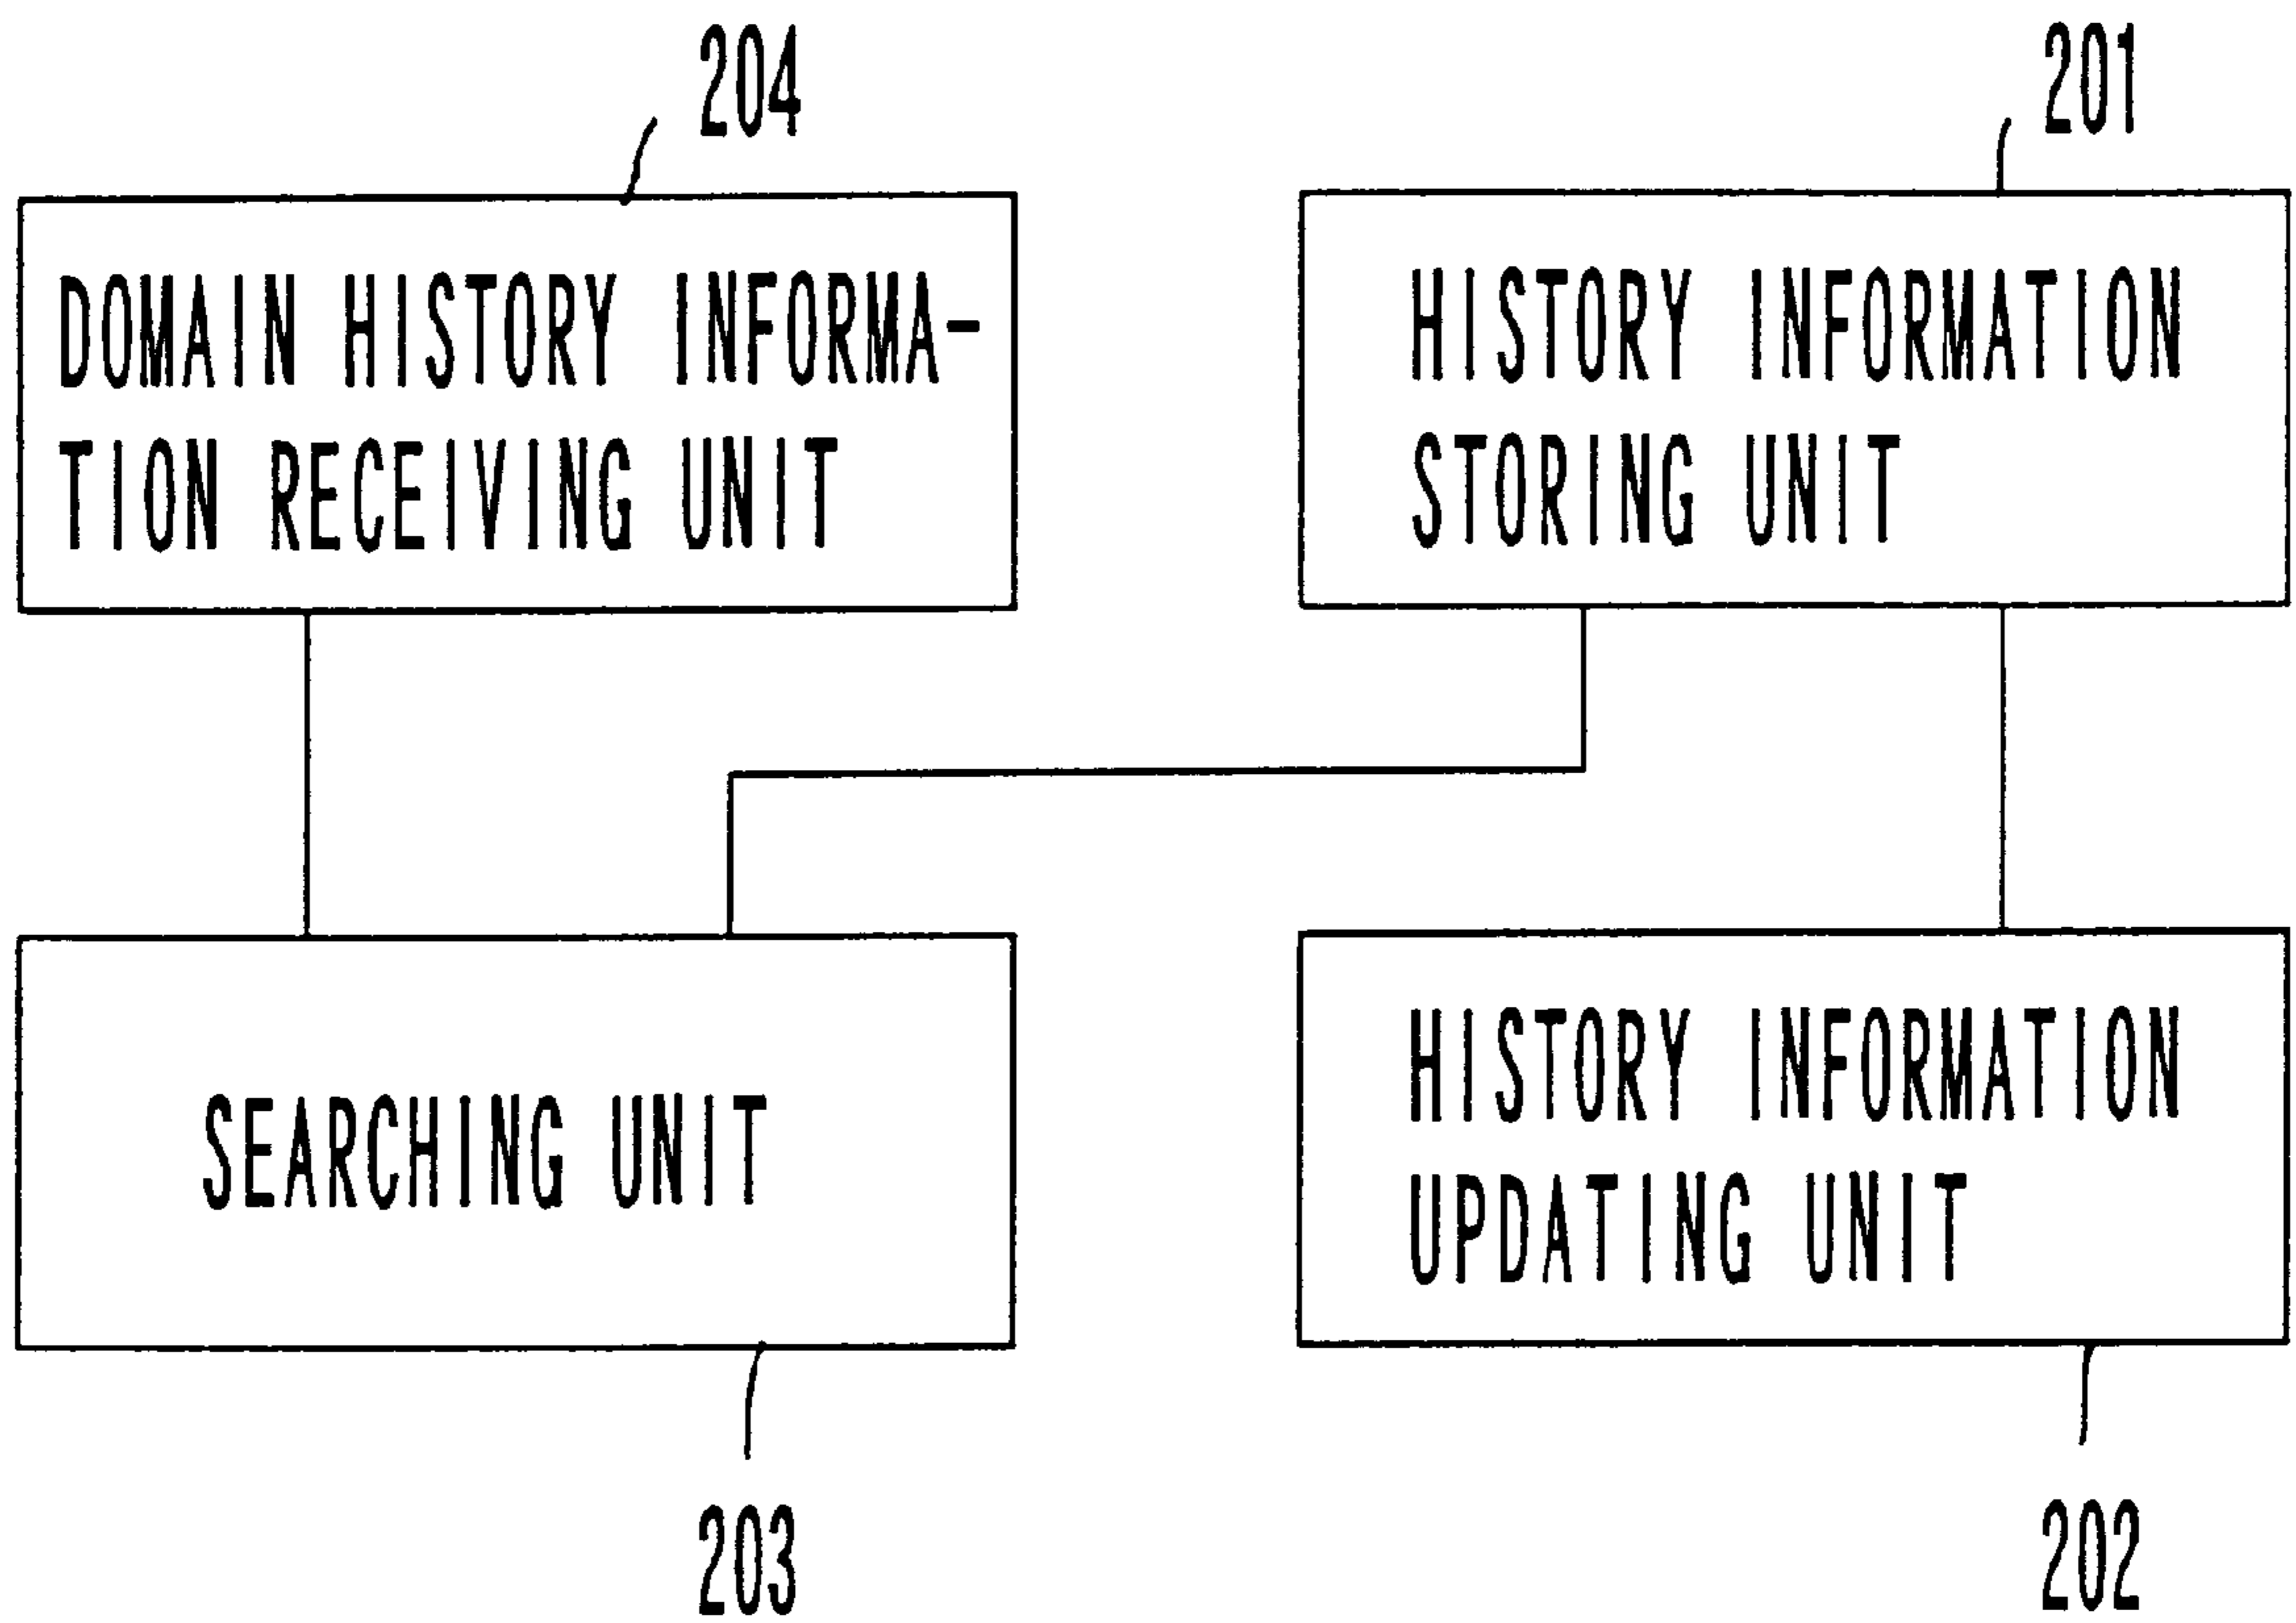 204
201
DOMAIN HISTORY INFORMA-
TION RECEIVING UNIT
HISTORY INFORMATION
STORING UNIT
SEARCHING UNIT
HISTORY INFORMATION
UPDATING UNIT
203
202